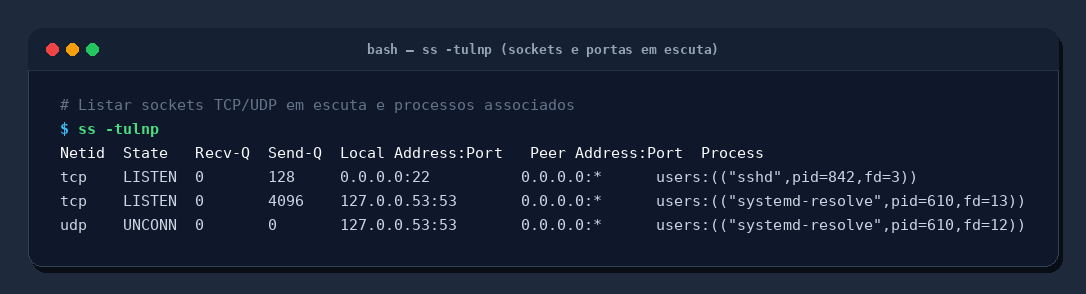 bash — ss -tulnp (sockets e portas em escuta)
# Listar sockets TCP/UDP em escuta e processos associados
$ ss -tulnp
Netid  State   Recv-Q  Send-Q  Local Address:Port   Peer Address:Port  Process
tcp    LISTEN  0       128     0.0.0.0:22          0.0.0.0:*      users:(("sshd",pid=842,fd=3))
tcp    LISTEN  0       4096    127.0.0.53:53       0.0.0.0:*      users:(("systemd-resolve",pid=610,fd=13))
udp    UNCONN  0       0       127.0.0.53:53       0.0.0.0:*      users:(("systemd-resolve",pid=610,fd=12))